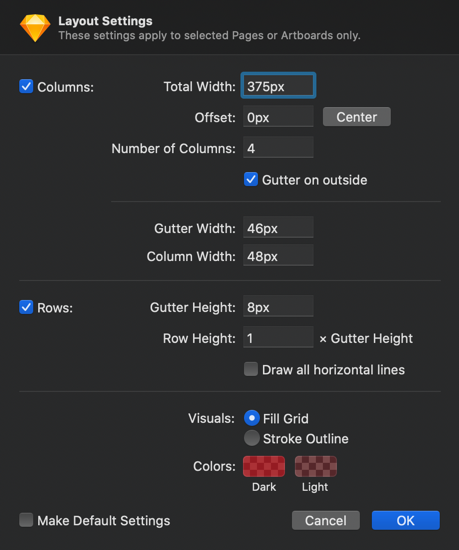 Layout Settings
These settings apply to selected Pages or Artboards only.
Columns: Total Width: 375px
Offset: 0px Center
Number of Columns: 4
Gutter on outside
Gutter Width: 46px
Column Width: 48px
Rows: Gutter Height: 8px
Row Height: 1 × Gutter Height
Draw all horizontal lines
Visuals: Fill Grid
Stroke Outline
Colors:
Dark Light
Make Default Settings Cancel OK